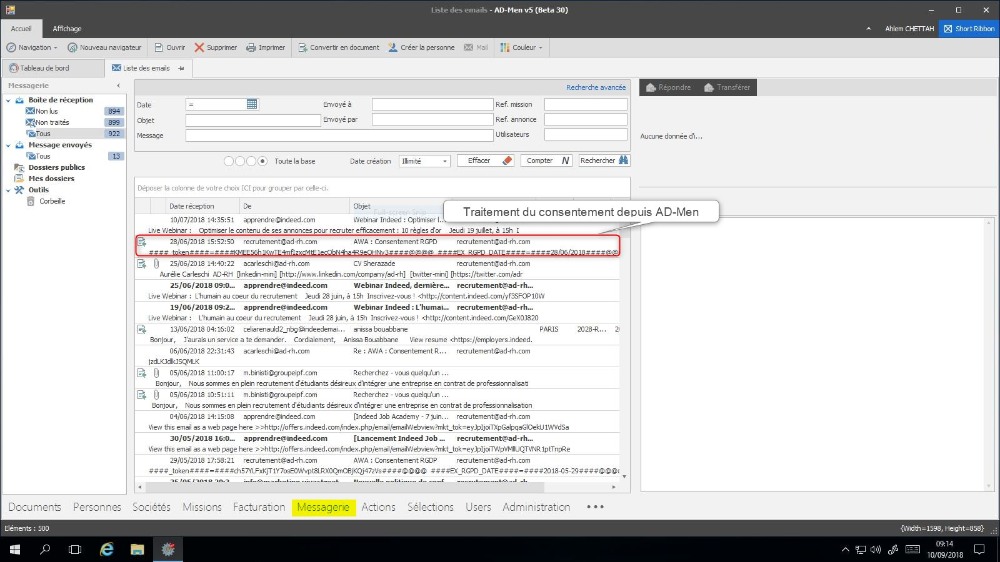 Liste des emails - AD-Men v5 (Beta 30)
Accueil Affichage Ahlem CHETTAH Short Ribbon
Navigation Nouveau navigateur Ouvrir Supprimer Imprimer Convertir en document Créer la personne Mail Couleur
Tableau de bord Liste des emails
Messagerie
Boite de réception
Non lus 894
Non traités 899
Tous 922
Message envoyés
Tous 13
Dossiers publics
Mes dossiers
Outils
Corbeille
Recherche avancée
Date = Envoyé à Ref. mission
Objet Envoyé par Ref. annonce
Message Utilisateurs
Toute la base Date création Illimité Effacer Compter N Rechercher
Déposer la colonne de votre choix ICI pour grouper par celle-ci.
Date réception De Objet
Full-screen Snip
Traitement du consentement depuis AD-Men
10/07/2018 14:35:51 apprendre@indeed.com Webinar Indeed : Optimiser l...
Live Webinar : Optimiser le contenu de ses annonces pour recruter efficacement : 10 règles d'or Jeudi 19 juillet, à 15h I
28/06/2018 15:52:50 recrutement@ad-rh.com AWA : Consentement RGPD recrutement@ad-rh.com
####_token####=####KMEE56h1KwTE4mfIzxcMtE1ecObN4ha4R9eOHNv3####@@@@ ####EX_RGPD_DATE####=####28/06/2018####@@
25/06/2018 14:40:22 acarleschi@ad-rh.com CV Sherazade recrutement@ad-rh.com
Aurélie Carleschi AD-RH [linkedin-mini] [http://www.linkedin.com/company/ad-rh] [twitter-mini] [https://twitter.com/adr
25/06/2018 09:0... apprendre@indeed.com Webinar Indeed, dernière... recrutement@ad-rh...
Live Webinar : L'humain au coeur du recrutement Jeudi 28 juin, à 15h Inscrivez-vous ! <http://content.indeed.com/yf3SFOP10W
19/06/2018 09:2... apprendre@indeed.com Webinar Indeed : L'humai... recrutement@ad-rh...
Live Webinar : L'humain au coeur du recrutement Jeudi 28 juin, à 15h Inscrivez-vous ! <http://content.indeed.com/GeX0J820
13/06/2018 04:16:02 celiarenauld2_nbg@indeedemai... anissa bouabbane PARIS 2028-R... 20
Bonjour, J'aurais un service a te demander. Cordialement, Anissa Bouabbane View resume <https://employers.indeed.
06/06/2018 22:31:43 acarleschi@ad-rh.com Re : AWA : Consentement R... recrutement@ad-rh.com
jzdLKJdlkJSQMLK
05/06/2018 11:00:17 m.binisti@groupeipf.com Recherchez - vous quelqu'un ...
Bonjour, Nous sommes en plein recrutement d'étudiants désireux d'intégrer une entreprise en contrat de professionnalisati
05/06/2018 10:51:11 m.binisti@groupeipf.com Recherchez - vous quelqu'un ...
Bonjour, Nous sommes en plein recrutement d'étudiants désireux d'intégrer une entreprise en contrat de professionnalisation
04/06/2018 14:15:08 apprendre@indeed.com [Indeed Job Academy - 7 juin... recrutement@ad-rh.com
View this email as a web page here >>http://offers.indeed.com/index.php/email/emailWebview?mkt_tok=eyJpIjoiTXpGalpqaGlOekU1WVdSa
30/05/2018 16:0... apprendre@indeed.com [Lancement Indeed Job ... recrutement@ad-rh...
View this email as a web page here >>http://offers.indeed.com/index.php/email/emailWebview?mkt_tok=eyJpIjoiTWpVMllUQTVNR1ptTnpRe
29/05/2018 17:58:21 recrutement@ad-rh.com AWA : Consentement RGDP recrutement@ad-rh.com
####_token####=####ch57YLFxKjT1Y7osE0Wvpt8LRX0QmOBjKQj47zVs####@@@@ ####EX_RGPD_DATE####=####2018-05-29####@@@
25/05/2018 20:2... info@marketing.vivastreet... Nouvelle politique de conf... recrutement@ad-rh...
Répondre Transférer
Aucune donnée d'i...
Documents Personnes Sociétés Missions Facturation Messagerie Actions Sélections Users Administration •••
Eléments : 500 {Width=1598, Height=858}
09:14
10/09/2018